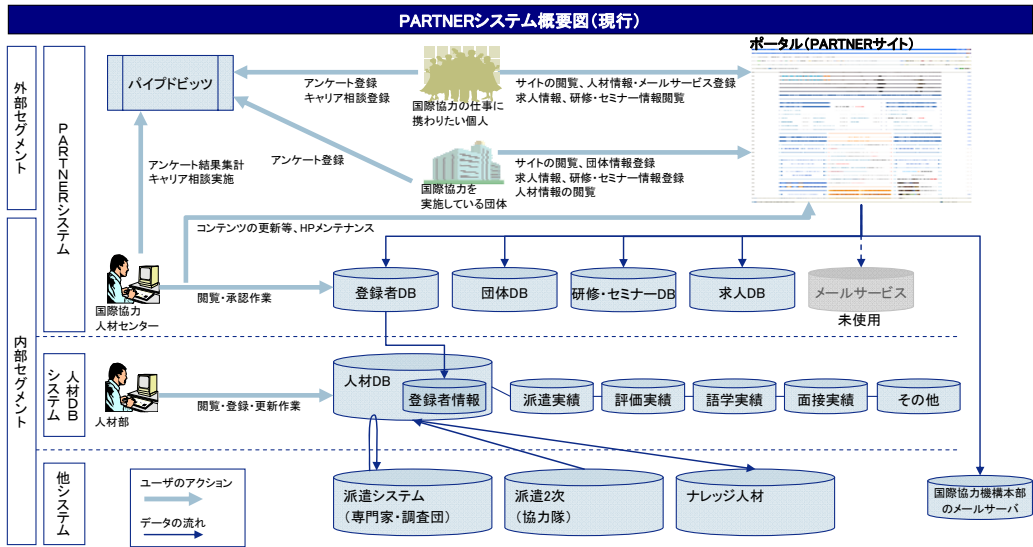 PARTNERシステム概要図(現行)
外部セグメント
PARTNERシステム
パイプドビッツ
アンケート登録
キャリア相談登録
国際協力の仕事に
携わりたい個人
サイトの閲覧、人材情報・メールサービス登録
求人情報、研修・セミナー情報閲覧
ポータル(PARTNERサイト)
アンケート結果集計
キャリア相談実施
アンケート登録
国際協力を
実施している団体
サイトの閲覧、団体情報登録
求人情報、研修・セミナー情報登録
人材情報の閲覧
コンテンツの更新等、HPメンテナンス
国際協力
人材センター
閲覧・承認作業
登録者DB
団体DB
研修・セミナーDB
求人DB
メールサービス
未使用
内部セグメント
人材DB
システム
人材部
閲覧・登録・更新作業
人材DB
登録者情報
派遣実績
評価実績
語学実績
面接実績
その他
他システム
ユーザのアクション
データの流れ
派遣システム
(専門家・調査団)
派遣2次
(協力隊)
ナレッジ人材
国際協力機構本部
のメールサーバ